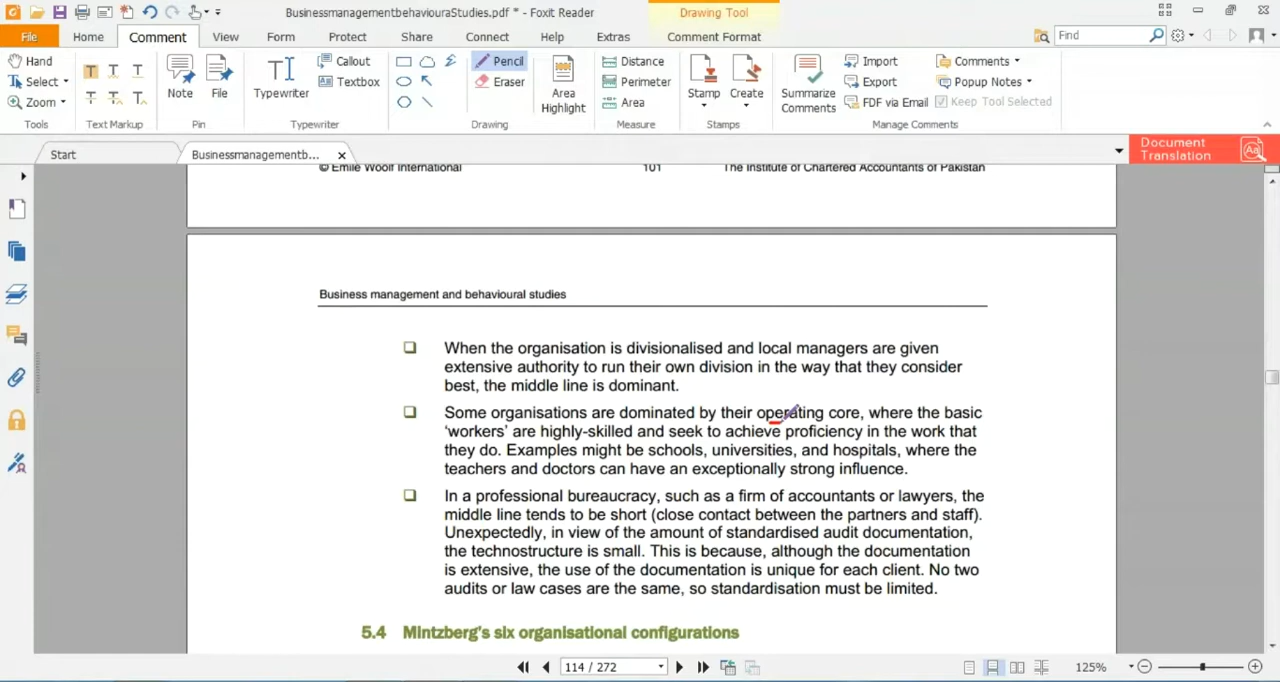 BusinessmanagementbehaviouraStudies.pdf * - Foxit Reader
Drawing Tool
File Home Comment View Form Protect Share Connect Help Extras Comment Format
Find
Hand
Select
Zoom
Tools
Text Markup
Note
File
Pin
Typewriter
Callout
Textbox
Typewriter
Pencil
Eraser
Drawing
Area
Highlight
Distance
Perimeter
Area
Measure
Stamp
Create
Stamps
Summarize
Comments
Import
Export
FDF via Email
Comments
Popup Notes
Keep Tool Selected
Manage Comments
Start
Businessmanagementb...
Document
Translation
© Emile Woolf International 101 The Institute of Chartered Accountants of Pakistan
Business management and behavioural studies
When the organisation is divisionalised and local managers are given
extensive authority to run their own division in the way that they consider
best, the middle line is dominant.
Some organisations are dominated by their operating core, where the basic
‘workers’ are highly-skilled and seek to achieve proficiency in the work that
they do. Examples might be schools, universities, and hospitals, where the
teachers and doctors can have an exceptionally strong influence.
In a professional bureaucracy, such as a firm of accountants or lawyers, the
middle line tends to be short (close contact between the partners and staff).
Unexpectedly, in view of the amount of standardised audit documentation,
the technostructure is small. This is because, although the documentation
is extensive, the use of the documentation is unique for each client. No two
audits or law cases are the same, so standardisation must be limited.
5.4 Mintzberg’s six organisational configurations
114 / 272
125%